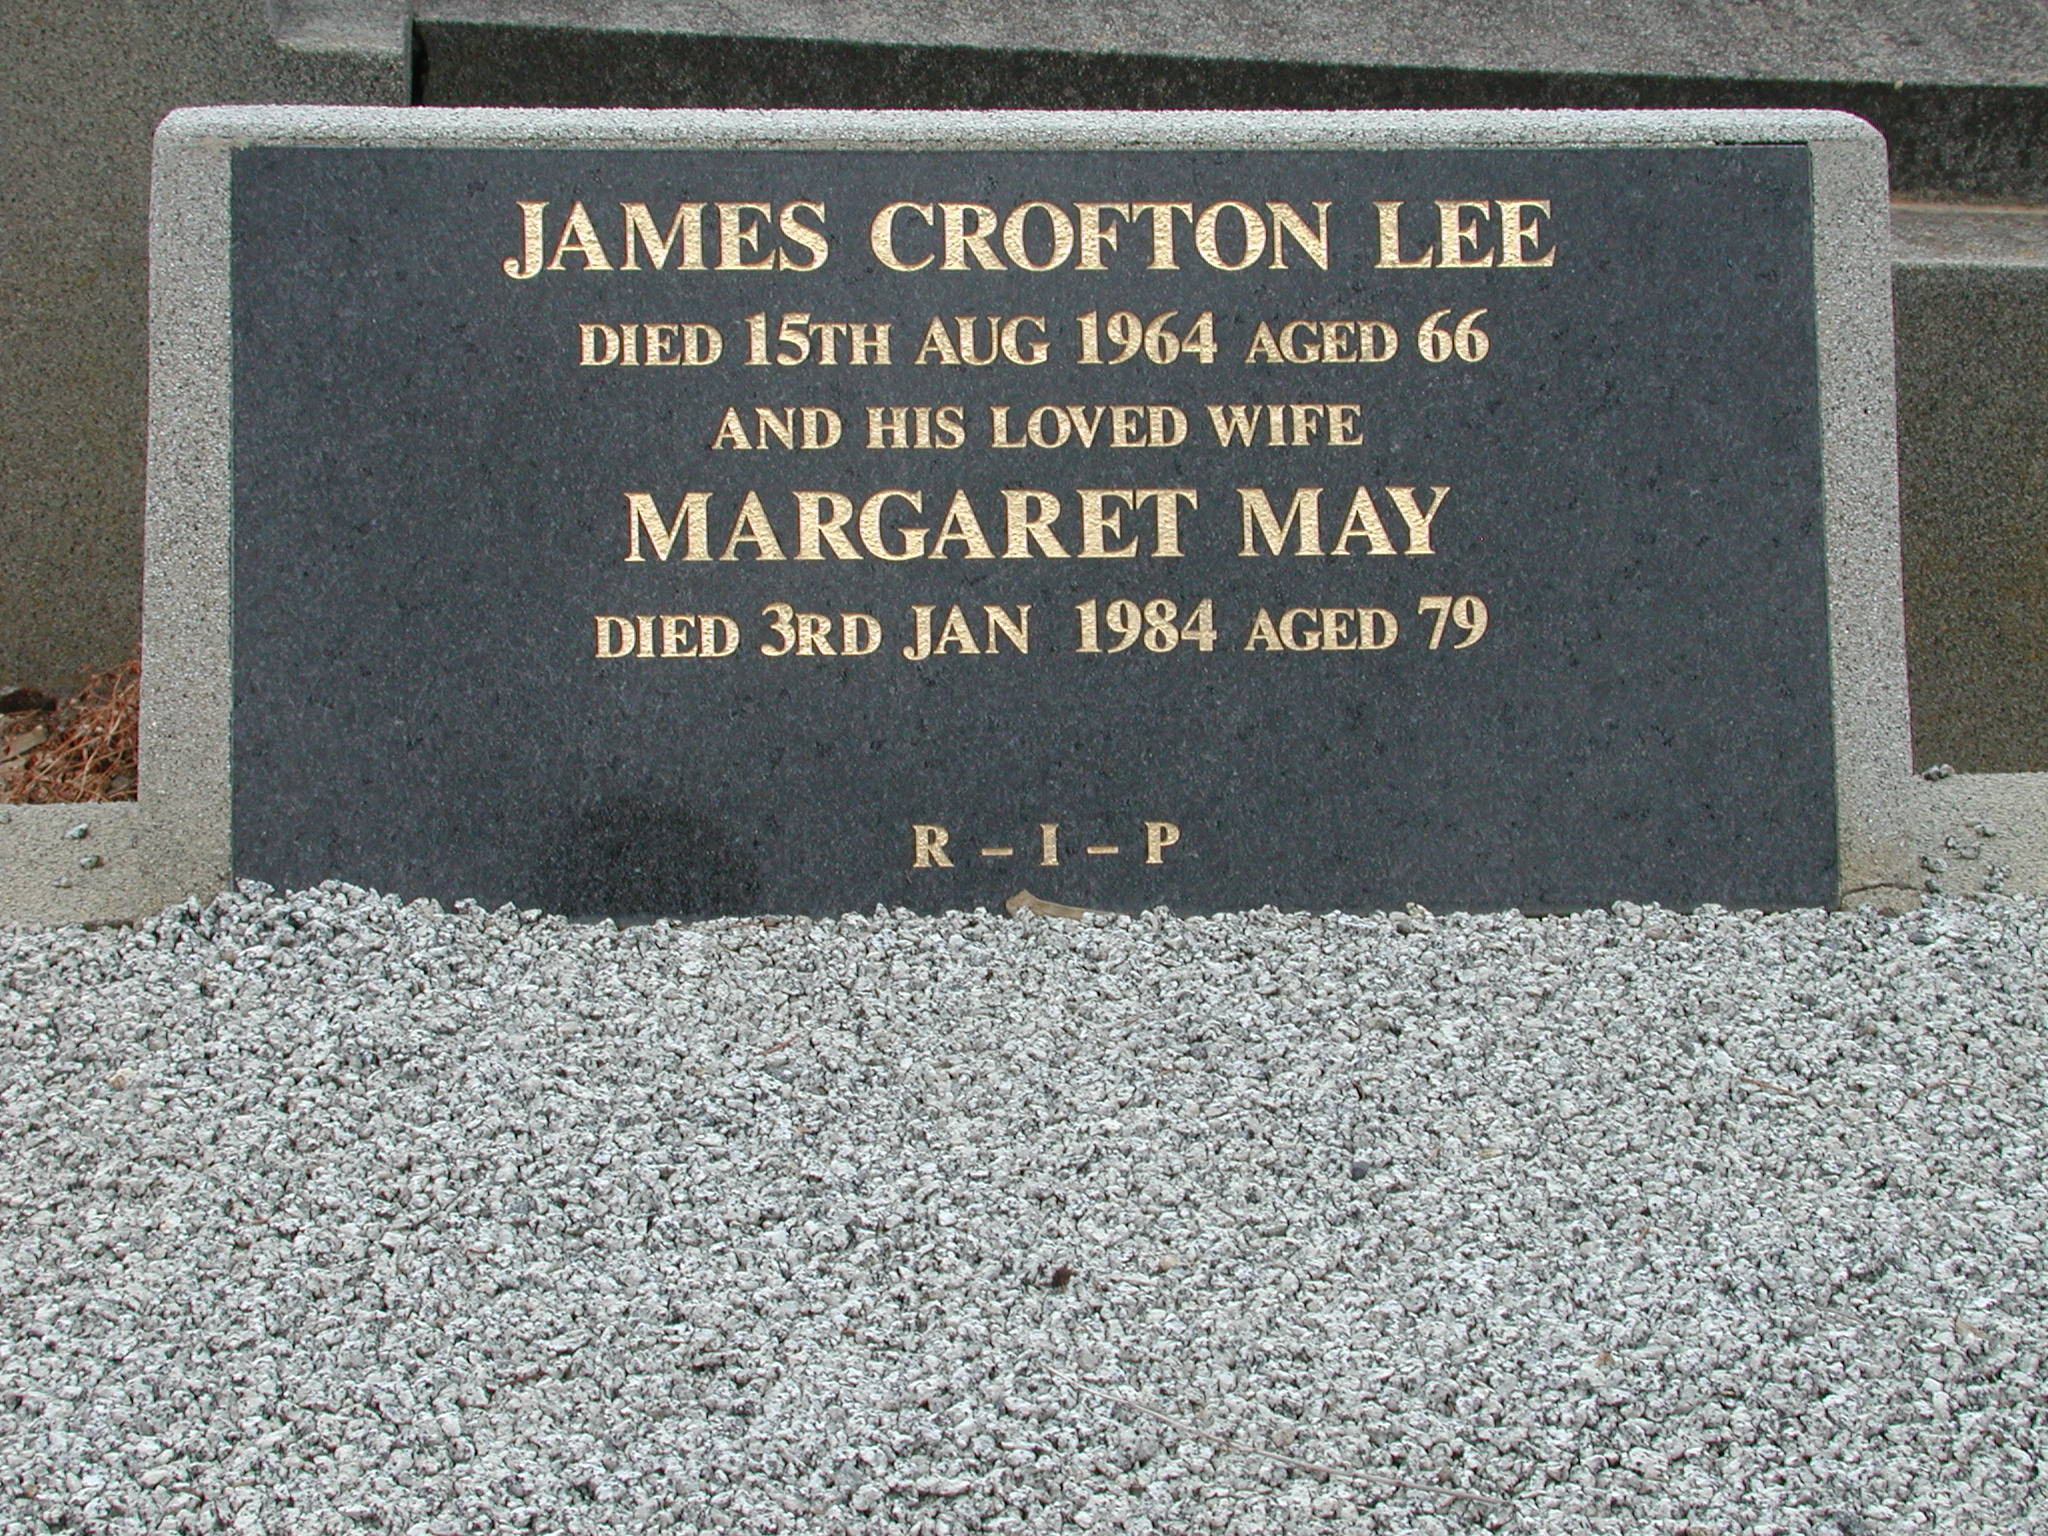 JAMES CROFTON LEE
DIED 15TH AUG 1964 AGED 66
AND HIS LOVED WIFE
MARGARET MAY
DIED 3RD JAN 1984 AGED 79
R – I – P